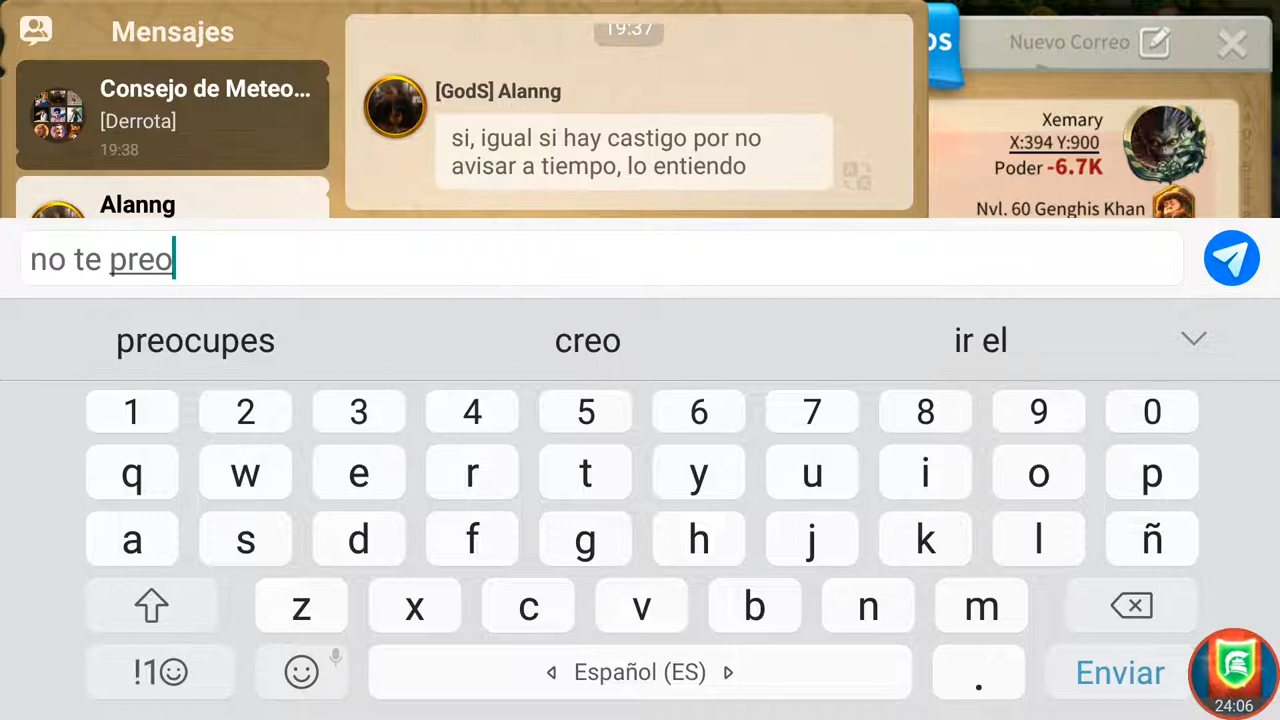 Mensajes
Consejo de Meteo...
[Derrota]
19:38
Alanng
19:37
[GodS] Alanng
si, igual si hay castigo por no
avisar a tiempo, lo entiendo
OS
Nuevo Correo
Xemary
X:394 Y:900
Poder -6.7K
Nvl. 60 Genghis Khan
no te preo
preocupes creo ir el
1 2 3 4 5 6 7 8 9 0
q w e r t y u i o p
a s d f g h j k l ñ
z x c v b n m
!1 Español (ES) . Enviar
24:06